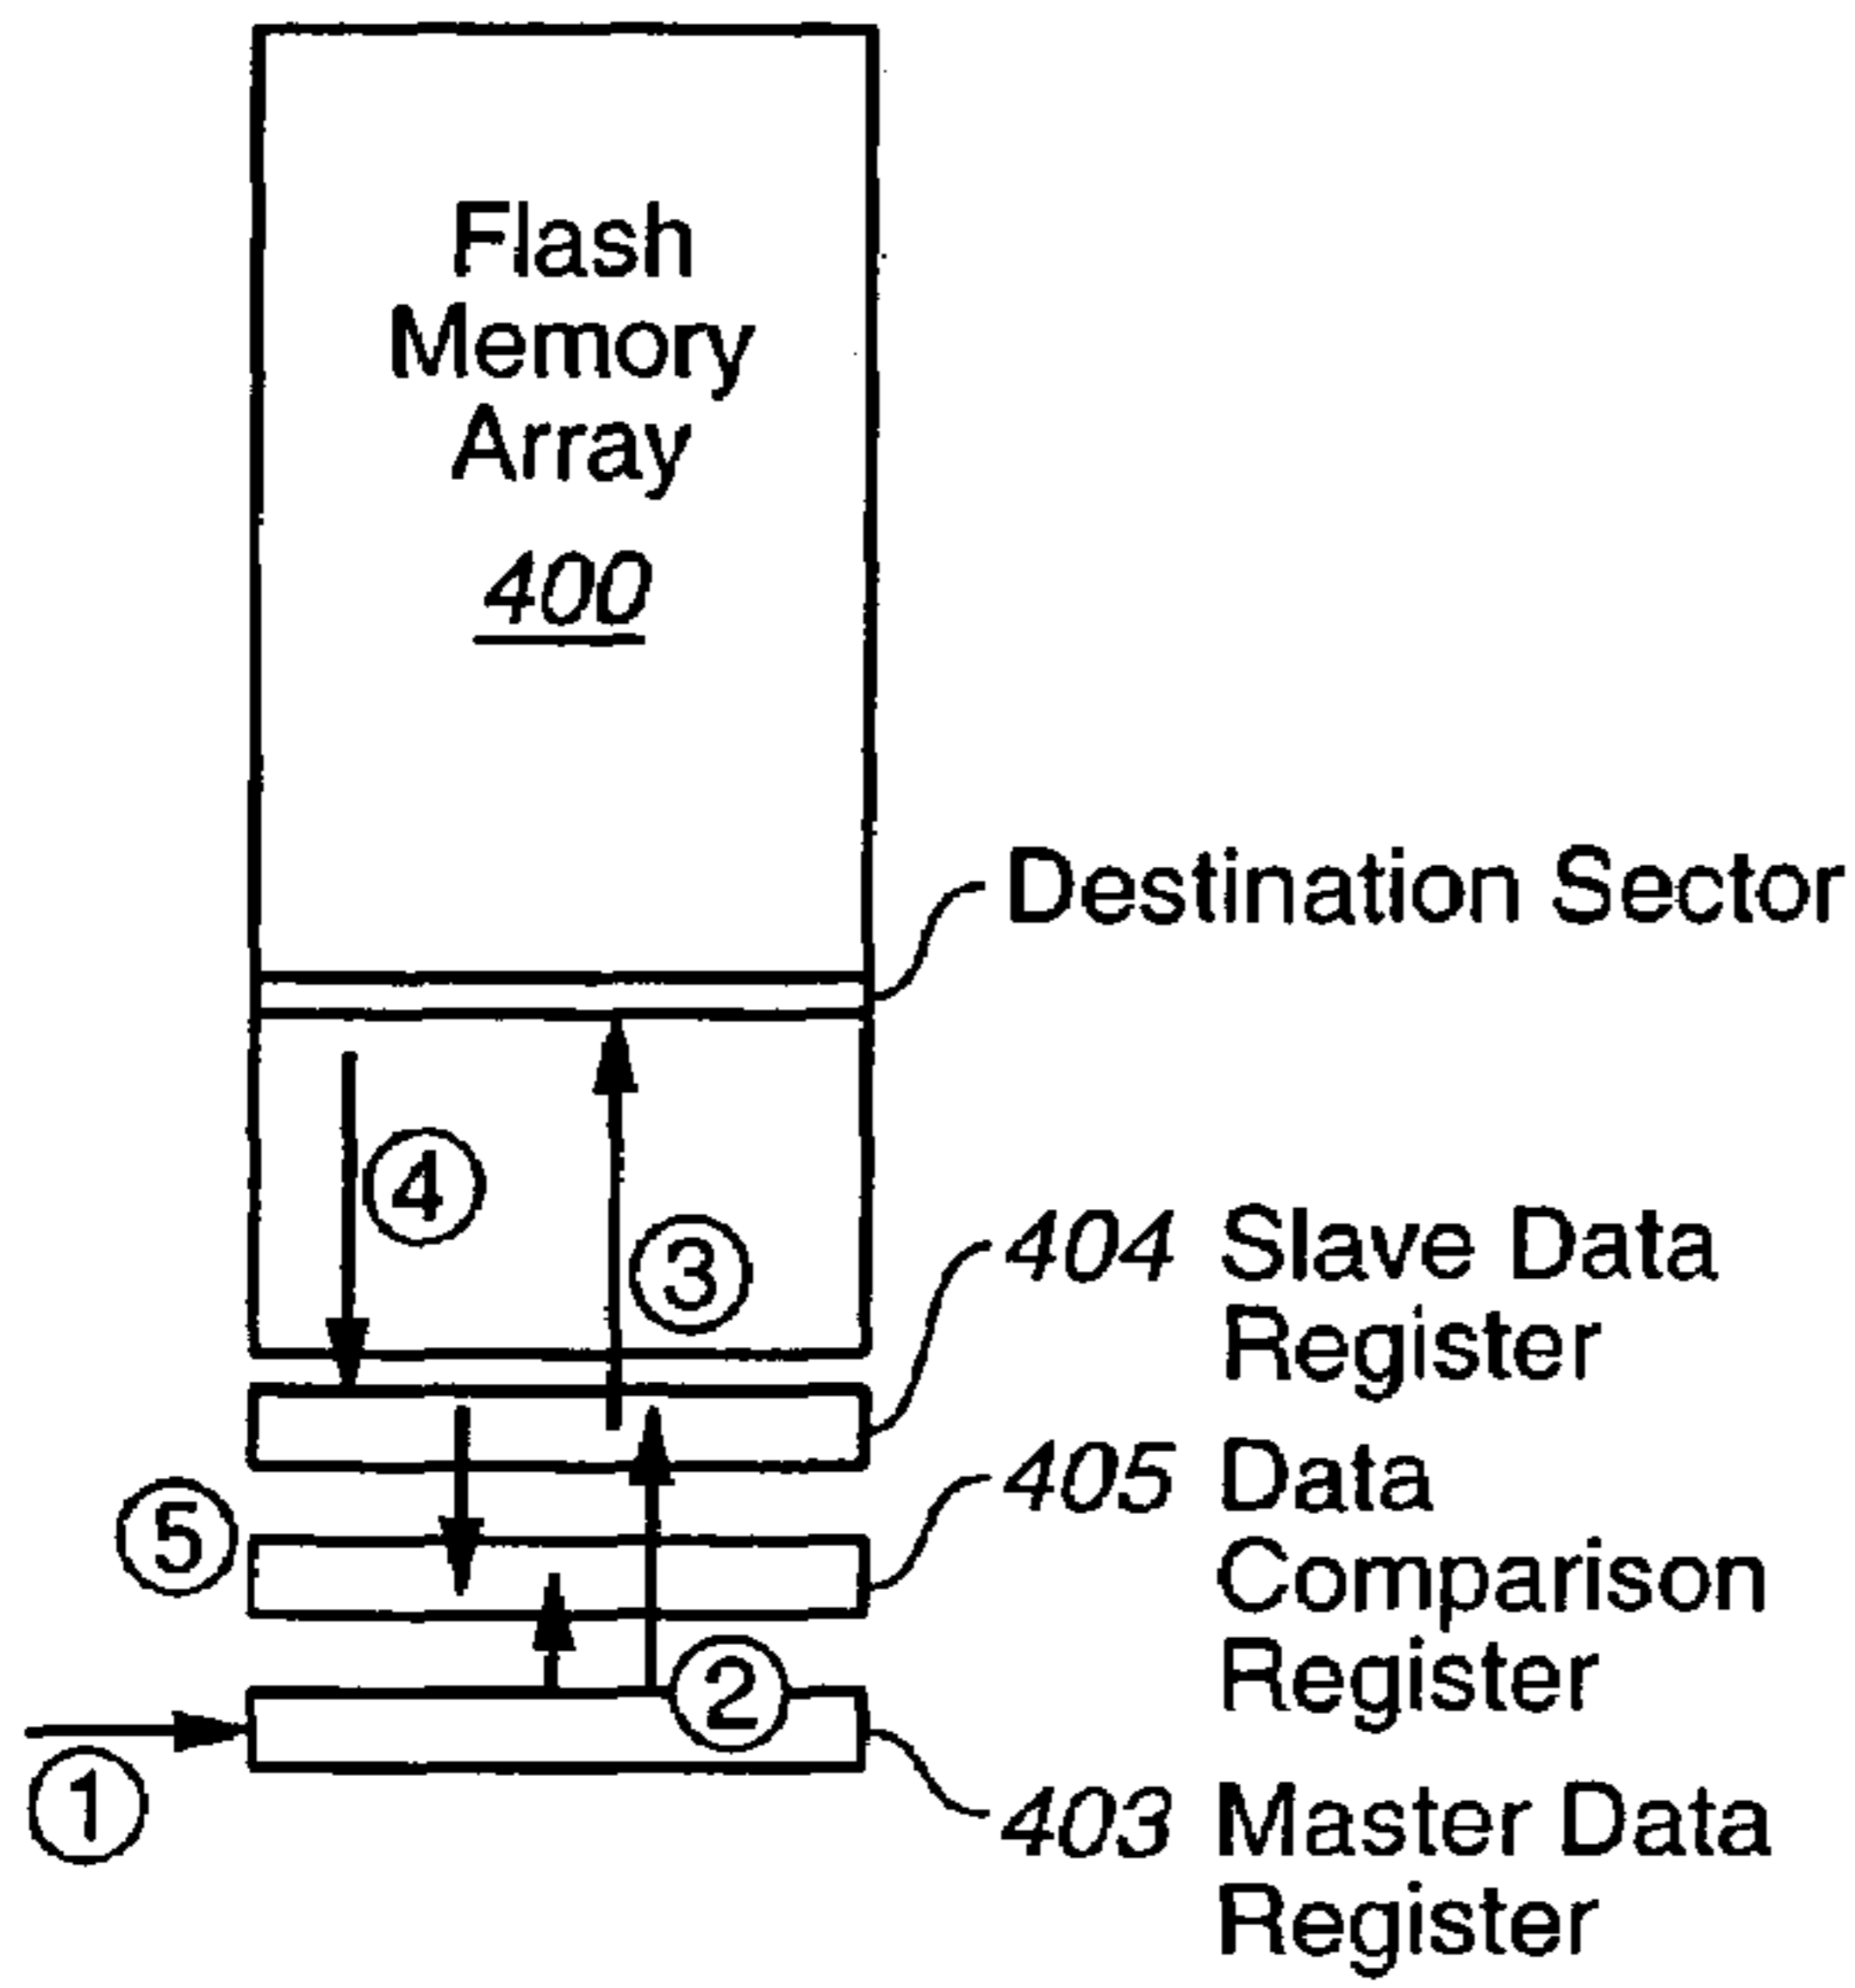 Flash
Memory
Array
400
Destination Sector
④
③
404 Slave Data
Register
⑤
405 Data
Comparison
Register
②
①
403 Master Data
Register